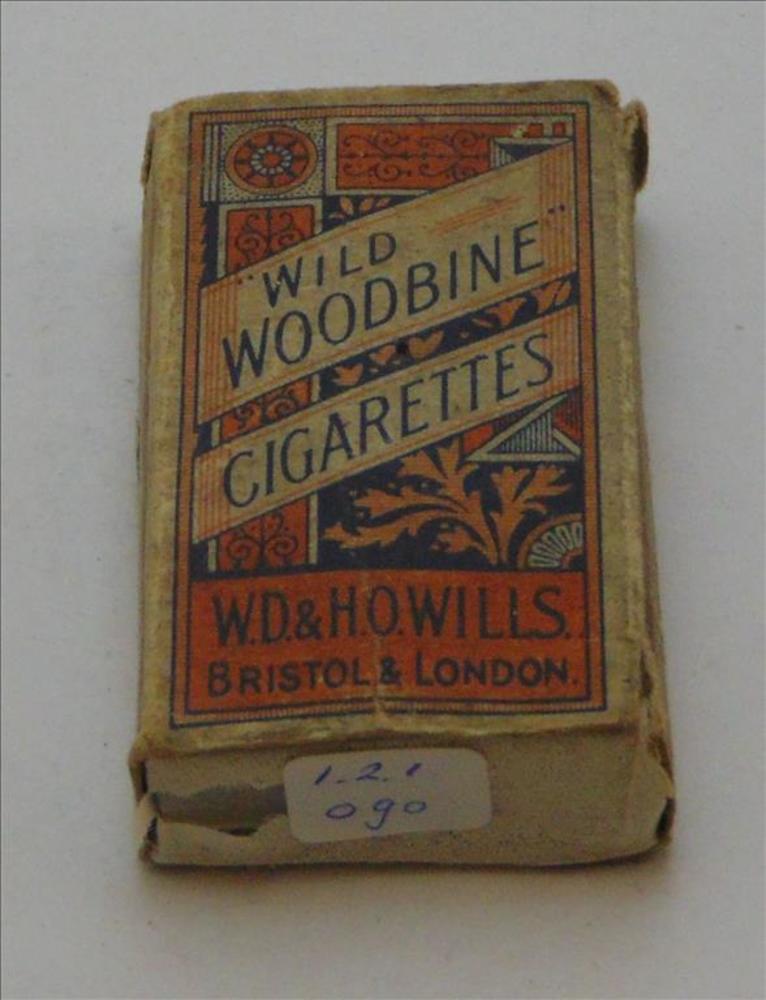 "WILD
WOODBINE"
CIGARETTES
W.D.& H.O.WILLS.
BRISTOL & LONDON.
1-2.1
090